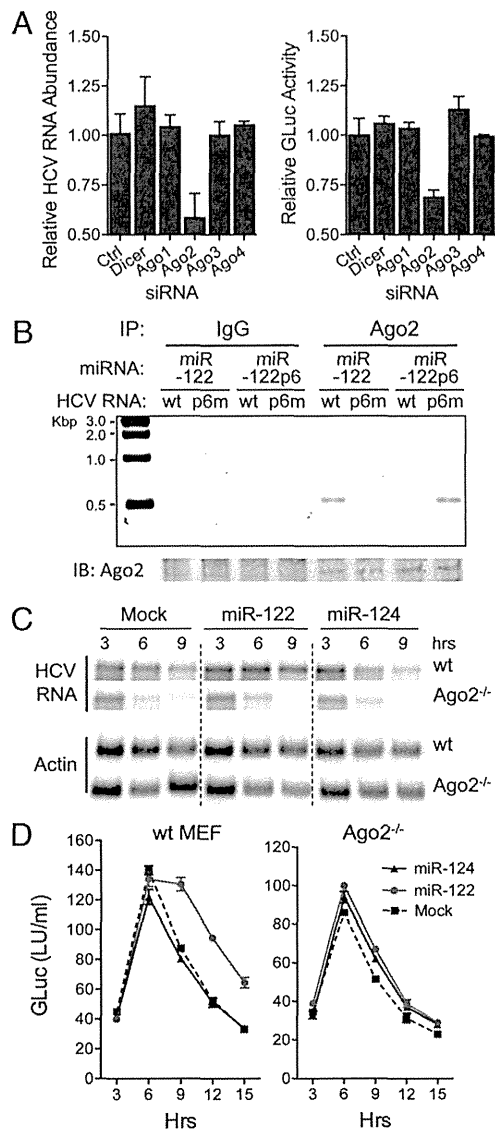 A
Relative HCV RNA Abundance
1.50
1.25
1.00
0.75
0.50
Ctrl
Dicer
Ago1
Ago2
Ago3
Ago4
siRNA
Relative GLuc Activity
1.50
1.25
1.00
0.75
0.50
Ctrl
Dicer
Ago1
Ago2
Ago3
Ago4
siRNA
B
IP: IgG Ago2
miRNA: miR-122 miR-122p6 miR-122 miR-122p6
HCV RNA: wt p6m wt p6m wt p6m wt p6m
Kbp
3.0
2.0
1.0
0.5
IB: Ago2
C
Mock miR-122 miR-124
3 6 9 3 6 9 3 6 9 hrs
HCV RNA
wt
Ago2-/-
Actin
wt
Ago2-/-
D
wt MEF
GLuc (LU/ml)
160
140
120
100
80
60
40
20
0
3 6 9 12 15
Hrs
Ago2-/-
120
100
80
60
40
20
0
miR-124
miR-122
Mock
3 6 9 12 15
Hrs